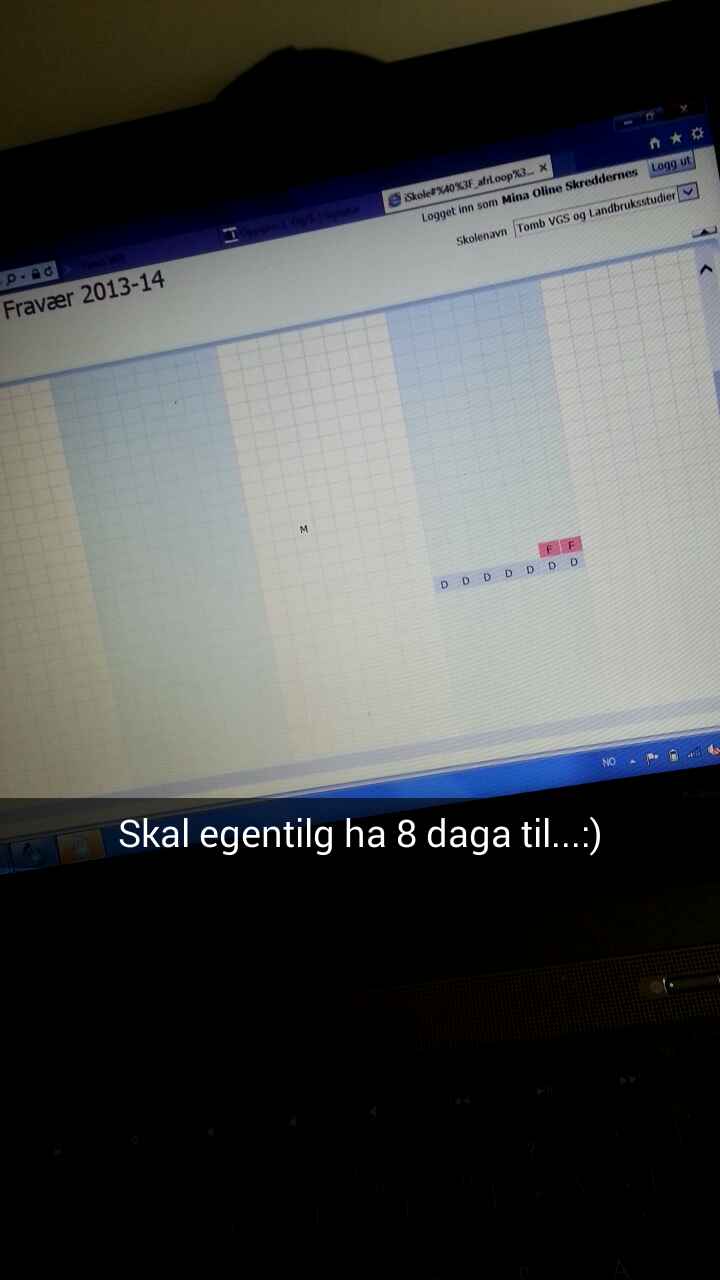 iSkole#%40%3F_afrLoop%3...
Logget inn som Mina Oline Skreddernes Logg ut
Skolenavn Tomb VGS og Landbruksstudier
Fravær 2013-14
M
F F
D D D D D D D
NO
Skal egentilg ha 8 daga til...:)